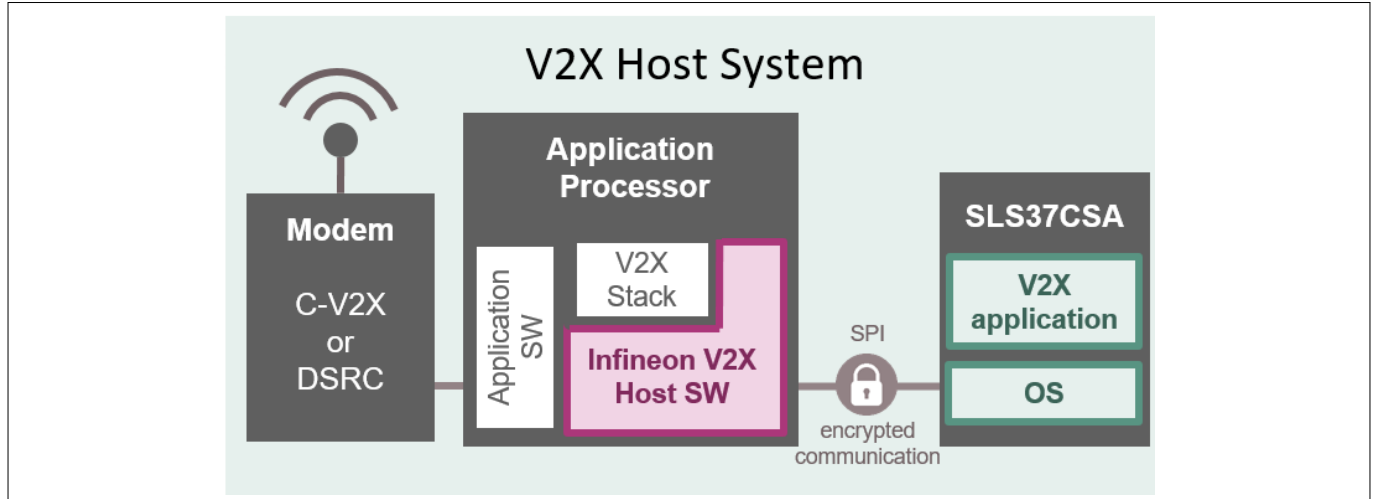 V2X Host System
Modem
C-V2X
or
DSRC
Application
Processor
Application
SW
V2X
Stack
Infineon V2X
Host SW
SPI
encrypted
communication
SLS37CSA
V2X
application
OS